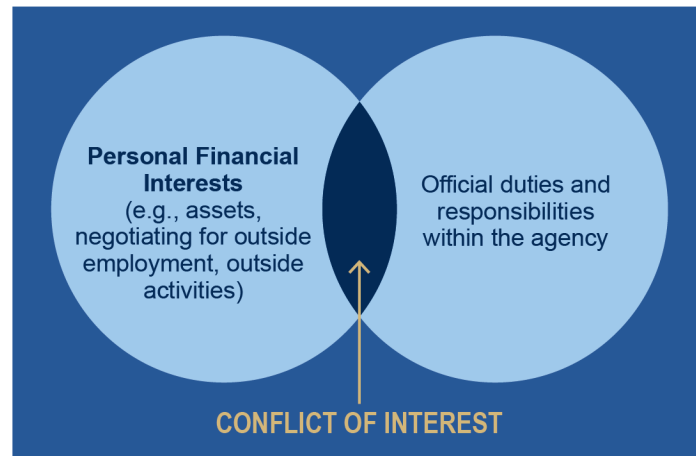 Personal Financial
Interests
(e.g., assets,
negotiating for outside
employment, outside
activities)
Official duties and
responsibilities
within the agency
CONFLICT OF INTEREST